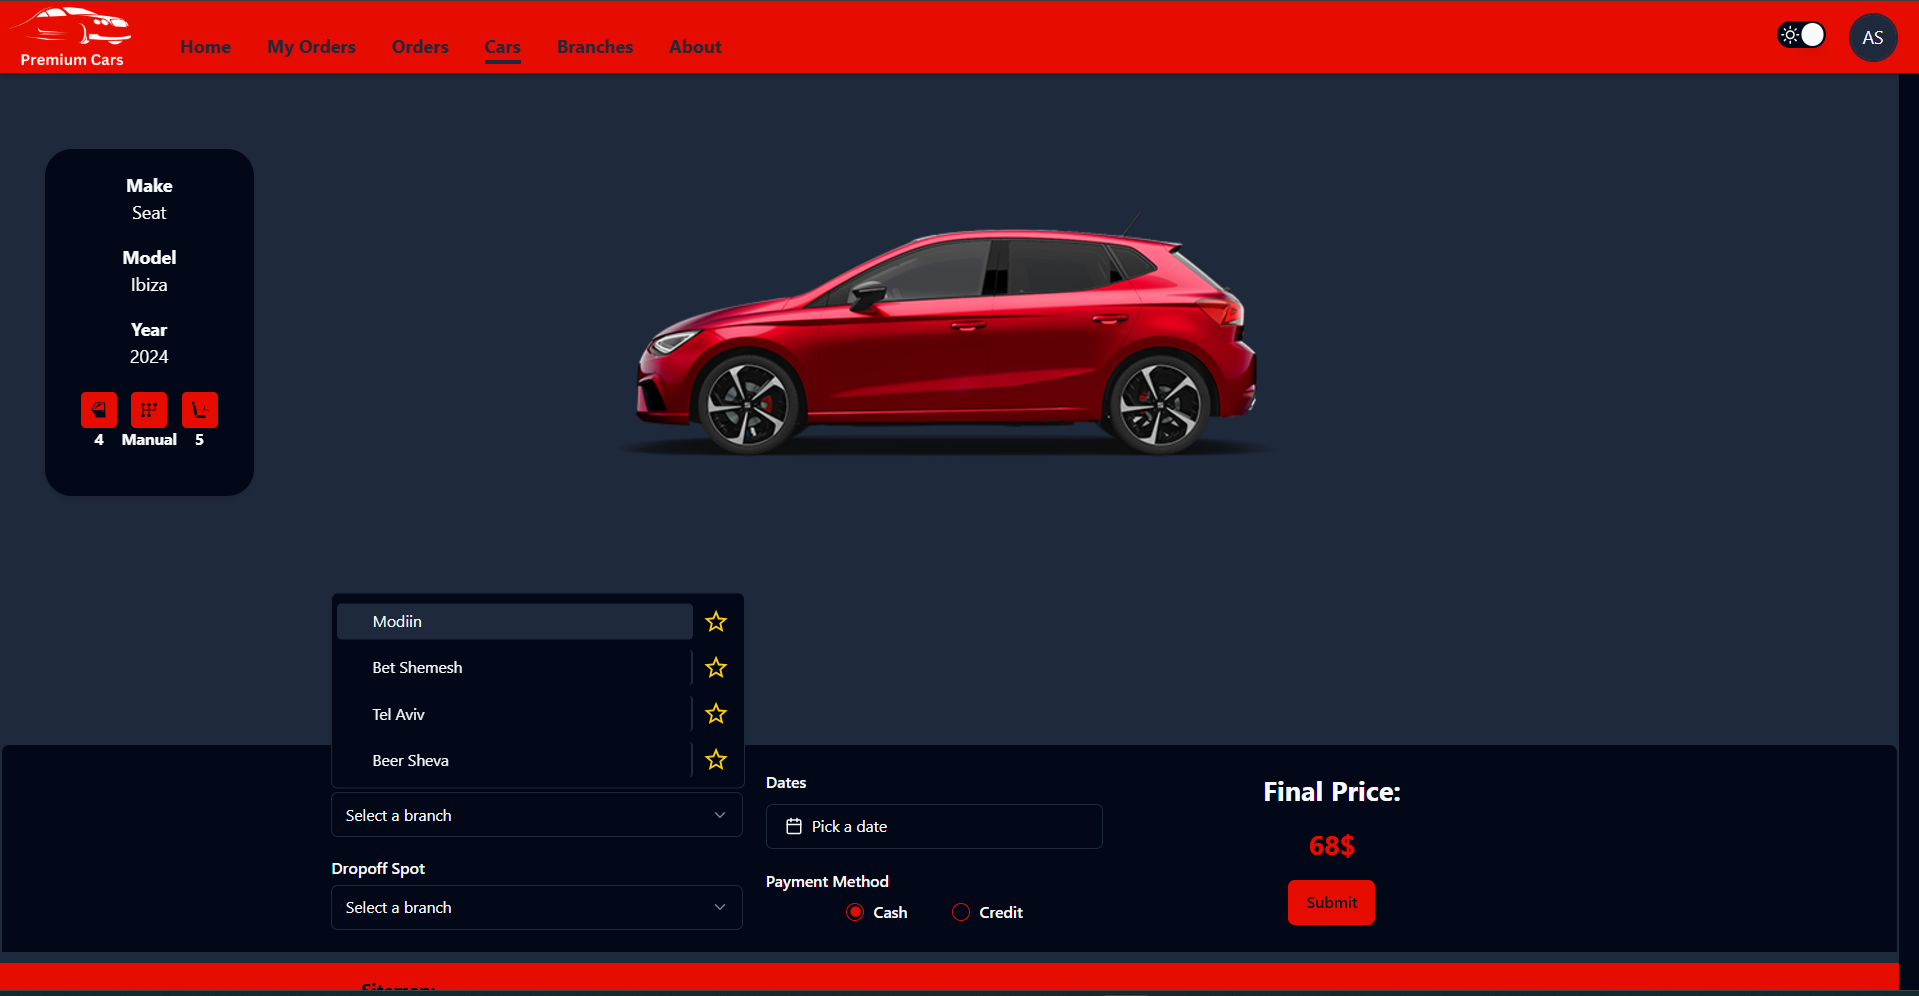 Premium Cars
Home
My Orders
Orders
Cars
Branches
About
AS
Make
Seat
Model
Ibiza
Year
2024
4
Manual
5
Modiin
Bet Shemesh
Tel Aviv
Beer Sheva
Select a branch
Dropoff Spot
Select a branch
Dates
Pick a date
Payment Method
Cash
Credit
Final Price:
68$
Submit
Sitemap: